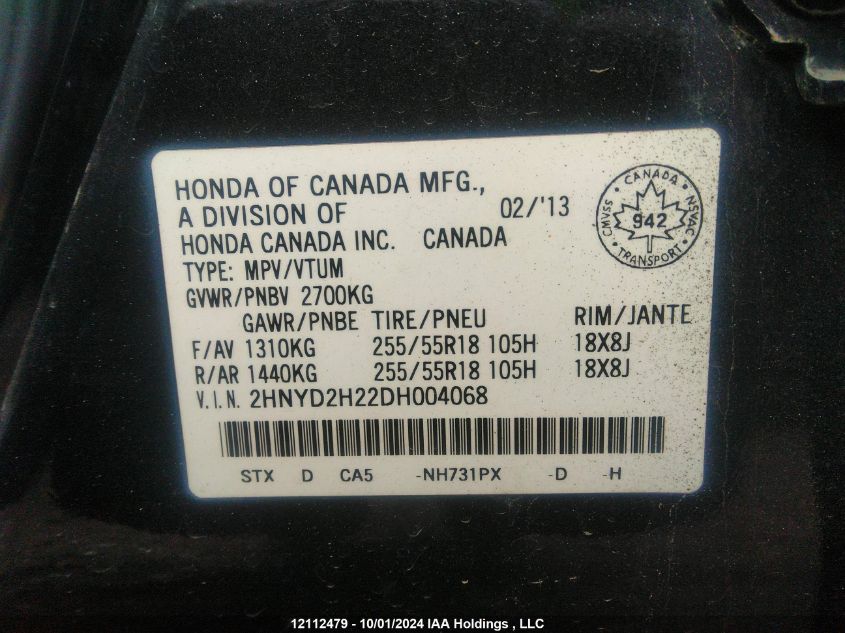 HONDA OF CANADA MFG.,
A DIVISION OF 02/'13
HONDA CANADA INC. CANADA
TYPE: MPV/VTUM
GVWR/PNBV 2700KG
GAWR/PNBE TIRE/PNEU RIM/JANTE
F/AV 1310KG 255/55R18 105H 18X8J
R/AR 1440KG 255/55R18 105H 18X8J
V.I.N. 2HNYD2H22DH004068
STX D CA5 -NH731PX -D -H
CANADA
CMVSS 942 NSVAC
TRANSPORT
12112479 - 10/01/2024 IAA Holdings , LLC